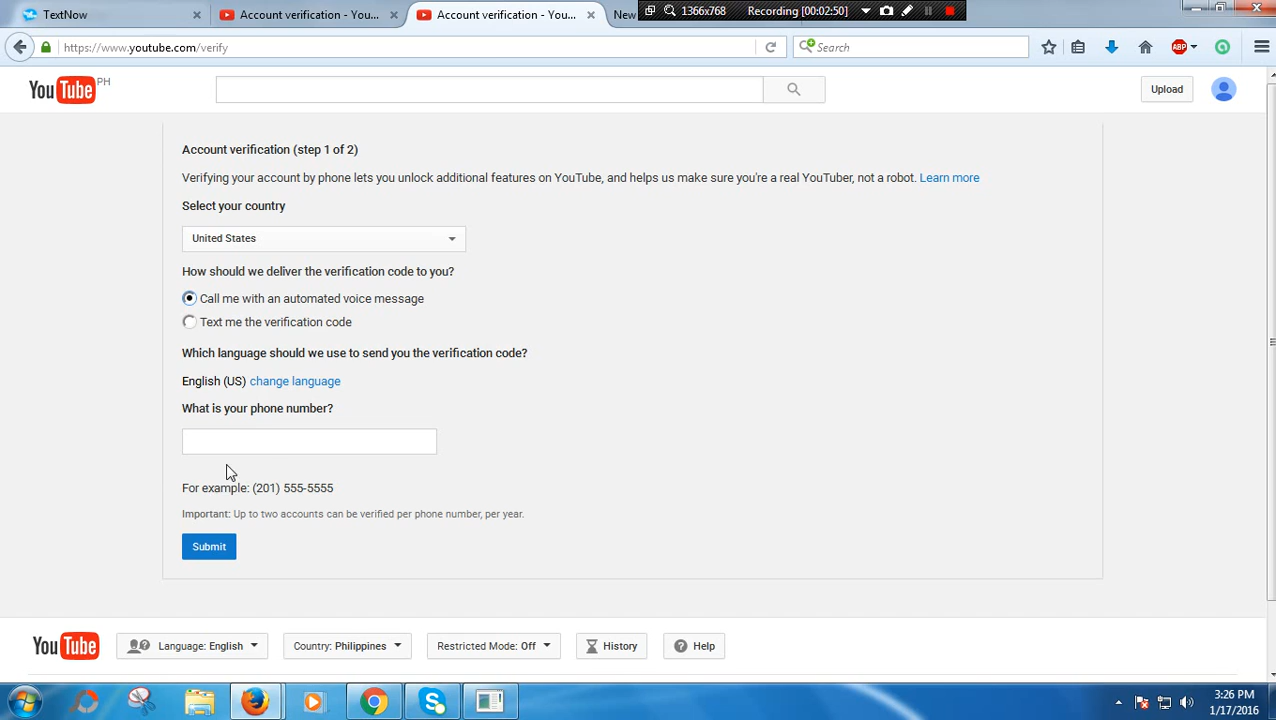 TextNow
Account verification - You...
Account verification - You...
New
1366x768
Recording [00:02:50]
https://www.youtube.com/verify
Search
ABP
YouTube PH
Upload
Account verification (step 1 of 2)
Verifying your account by phone lets you unlock additional features on YouTube, and helps us make sure you're a real YouTuber, not a robot. Learn more
Select your country
United States
How should we deliver the verification code to you?
Call me with an automated voice message
Text me the verification code
Which language should we use to send you the verification code?
English (US) change language
What is your phone number?
For example: (201) 555-5555
Important: Up to two accounts can be verified per phone number, per year.
Submit
YouTube
Language: English
Country: Philippines
Restricted Mode: Off
History
Help
3:26 PM
1/17/2016